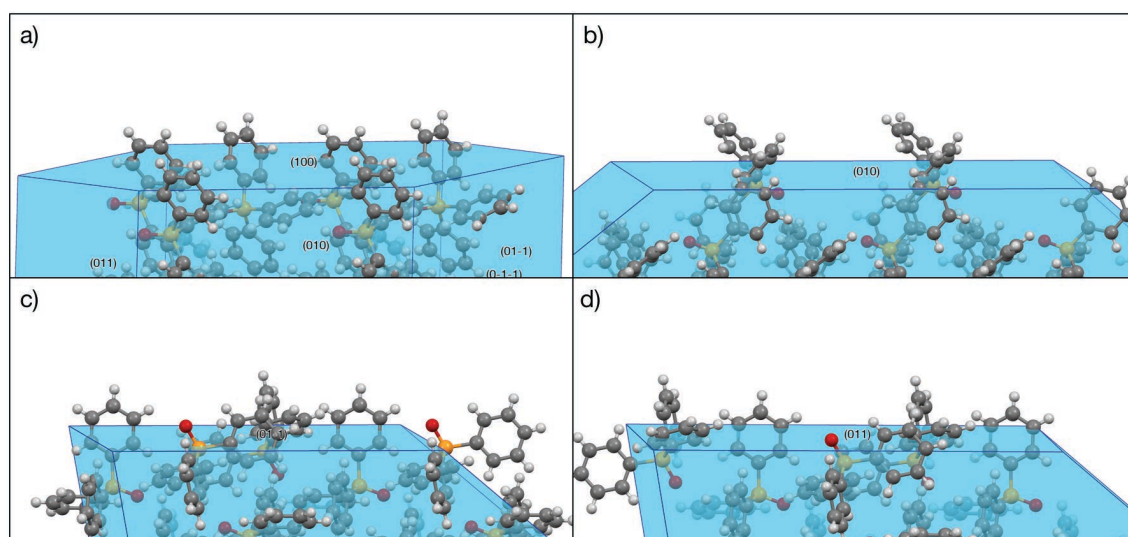 a)
(100)
(010)
(011)
(01-1)
(0-1-1)
b)
(010)
c)
(01-1)
d)
(011)